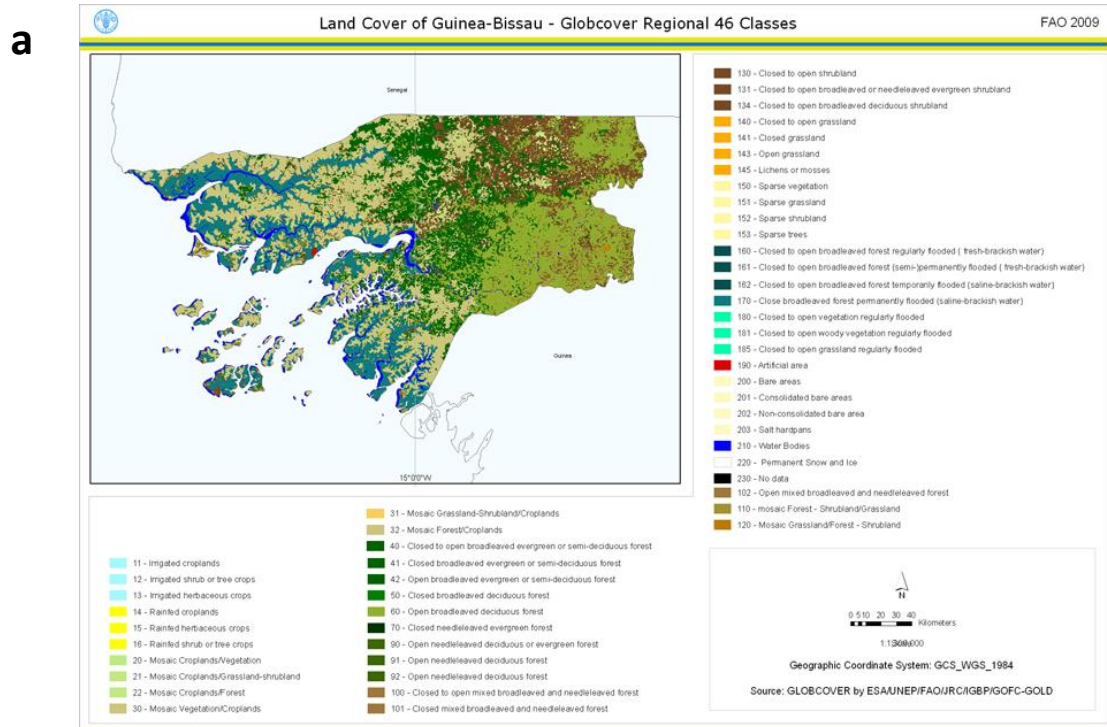 a
Land Cover of Guinea-Bissau - Globcover Regional 46 Classes
FAO 2009
Senegal
Guinea
15°0'0"W
130 - Closed to open shrubland
131 - Closed to open broadleaved or needleleaved evergreen shrubland
134 - Closed to open broadleaved deciduous shrubland
140 - Closed to open grassland
141 - Closed grassland
143 - Open grassland
145 - Lichens or mosses
150 - Sparse vegetation
151 - Sparse grassland
152 - Sparse shrubland
153 - Sparse trees
160 - Closed to open broadleaved forest regularly flooded ( fresh-brackish water)
161 - Closed to open broadleaved forest (semi-)permanently flooded ( fresh-brackish water)
162 - Closed to open broadleaved forest temporarily flooded (saline-brackish water)
170 - Close broadleaved forest permanently flooded (saline-brackish water)
180 - Closed to open vegetation regularly flooded
181 - Closed to open woody vegetation regularly flooded
185 - Closed to open grassland regularly flooded
190 - Artificial area
200 - Bare areas
201 - Consolidated bare areas
202 - Non-consolidated bare area
203 - Salt hardpans
210 - Water Bodies
220 - Permanent Snow and Ice
230 - No data
102 - Open mixed broadleaved and needleleaved forest
110 - mosaic Forest - Shrubland/Grassland
120 - Mosaic Grassland/Forest - Shrubland
11 - Irrigated croplands
12 - Irrigated shrub or tree crops
13 - Irrigated herbaceous crops
14 - Rainfed croplands
15 - Rainfed herbaceous crops
16 - Rainfed shrub or tree crops
20 - Mosaic Croplands/Vegetation
21 - Mosaic Croplands/Grassland-shrubland
22 - Mosaic Croplands/Forest
30 - Mosaic Vegetation/Croplands
31 - Mosaic Grassland-Shrubland/Croplands
32 - Mosaic Forest/Croplands
40 - Closed to open broadleaved evergreen or semi-deciduous forest
41 - Closed broadleaved evergreen or semi-deciduous forest
42 - Open broadleaved evergreen or semi-deciduous forest
50 - Closed broadleaved deciduous forest
60 - Open broadleaved deciduous forest
70 - Closed needleleaved evergreen forest
90 - Open needleleaved deciduous or evergreen forest
91 - Open needleleaved deciduous forest
92 - Open needleleaved deciduous forest
100 - Closed to open mixed broadleaved and needleleaved forest
101 - Closed mixed broadleaved and needleleaved forest
N
0 5 10 20 30 40
Kilometers
Geographic Coordinate System: GCS_WGS_1984
Source: GLOBCOVER by ESA/UNEP/FAO/JRC/IGBP/GOFC-GOLD